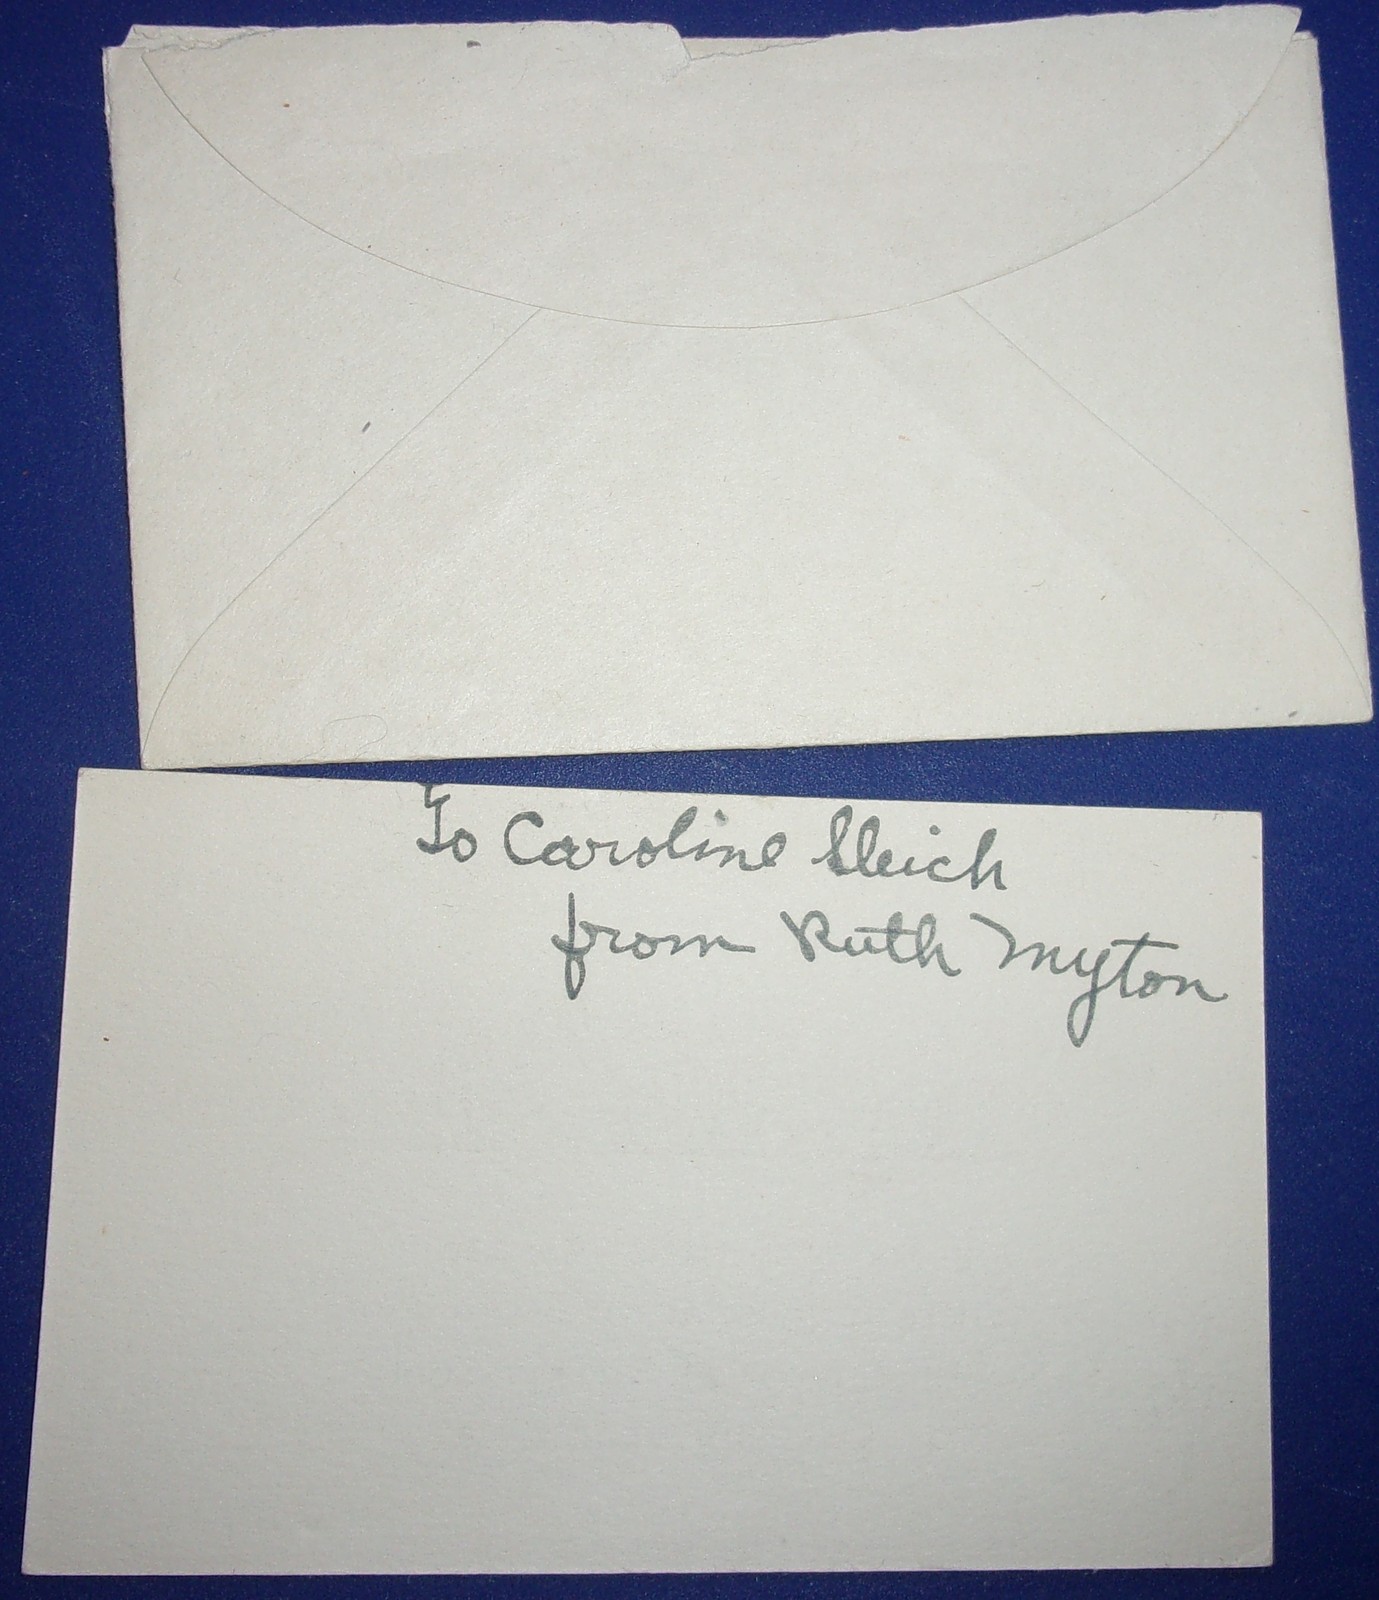 To Caroline Sleich
from Ruth Myton